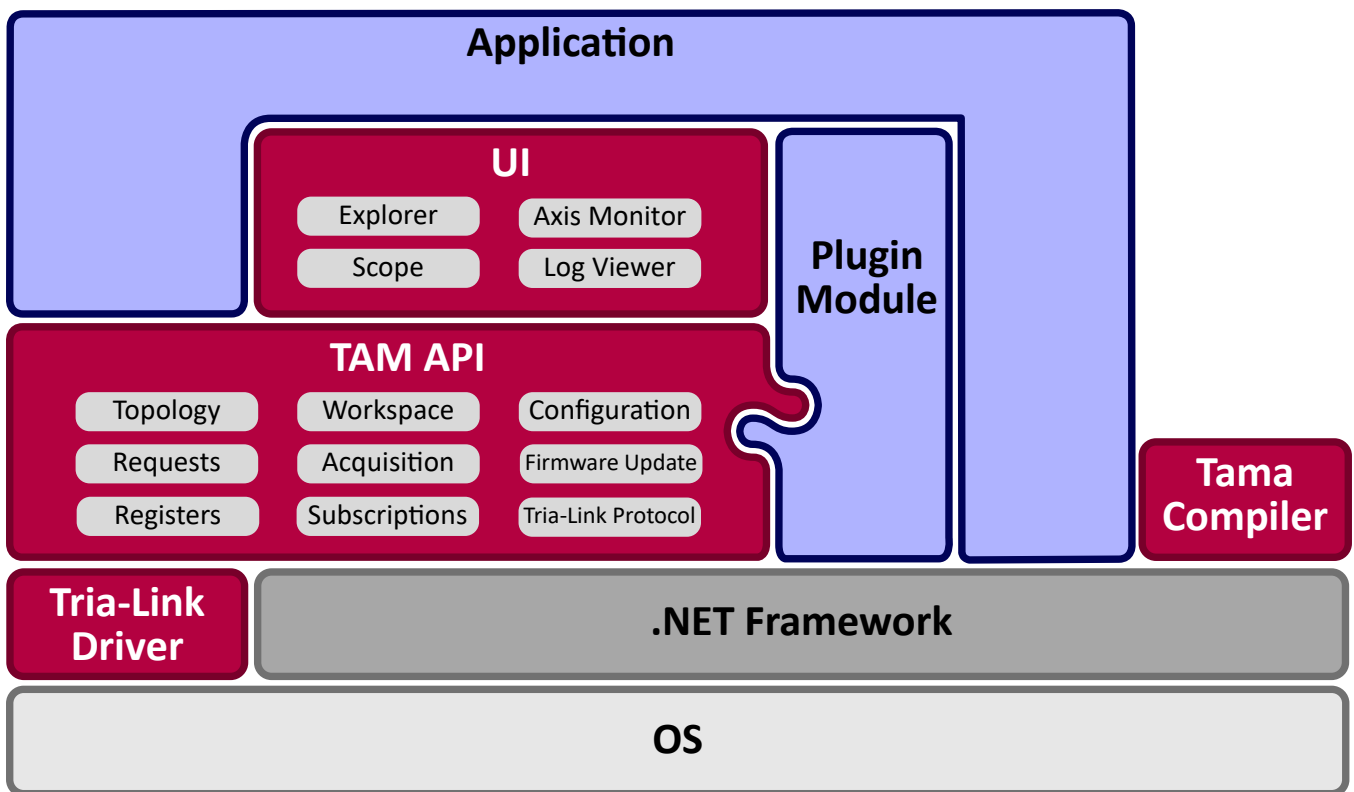 Application
UI
Explorer
Axis Monitor
Scope
Log Viewer
Plugin
Module
TAM API
Topology
Workspace
Configuration
Requests
Acquisition
Firmware Update
Registers
Subscriptions
Tria-Link Protocol
Tama
Compiler
Tria-Link
Driver
.NET Framework
OS